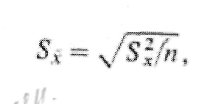 S_x̄ = √(S_x²/n),